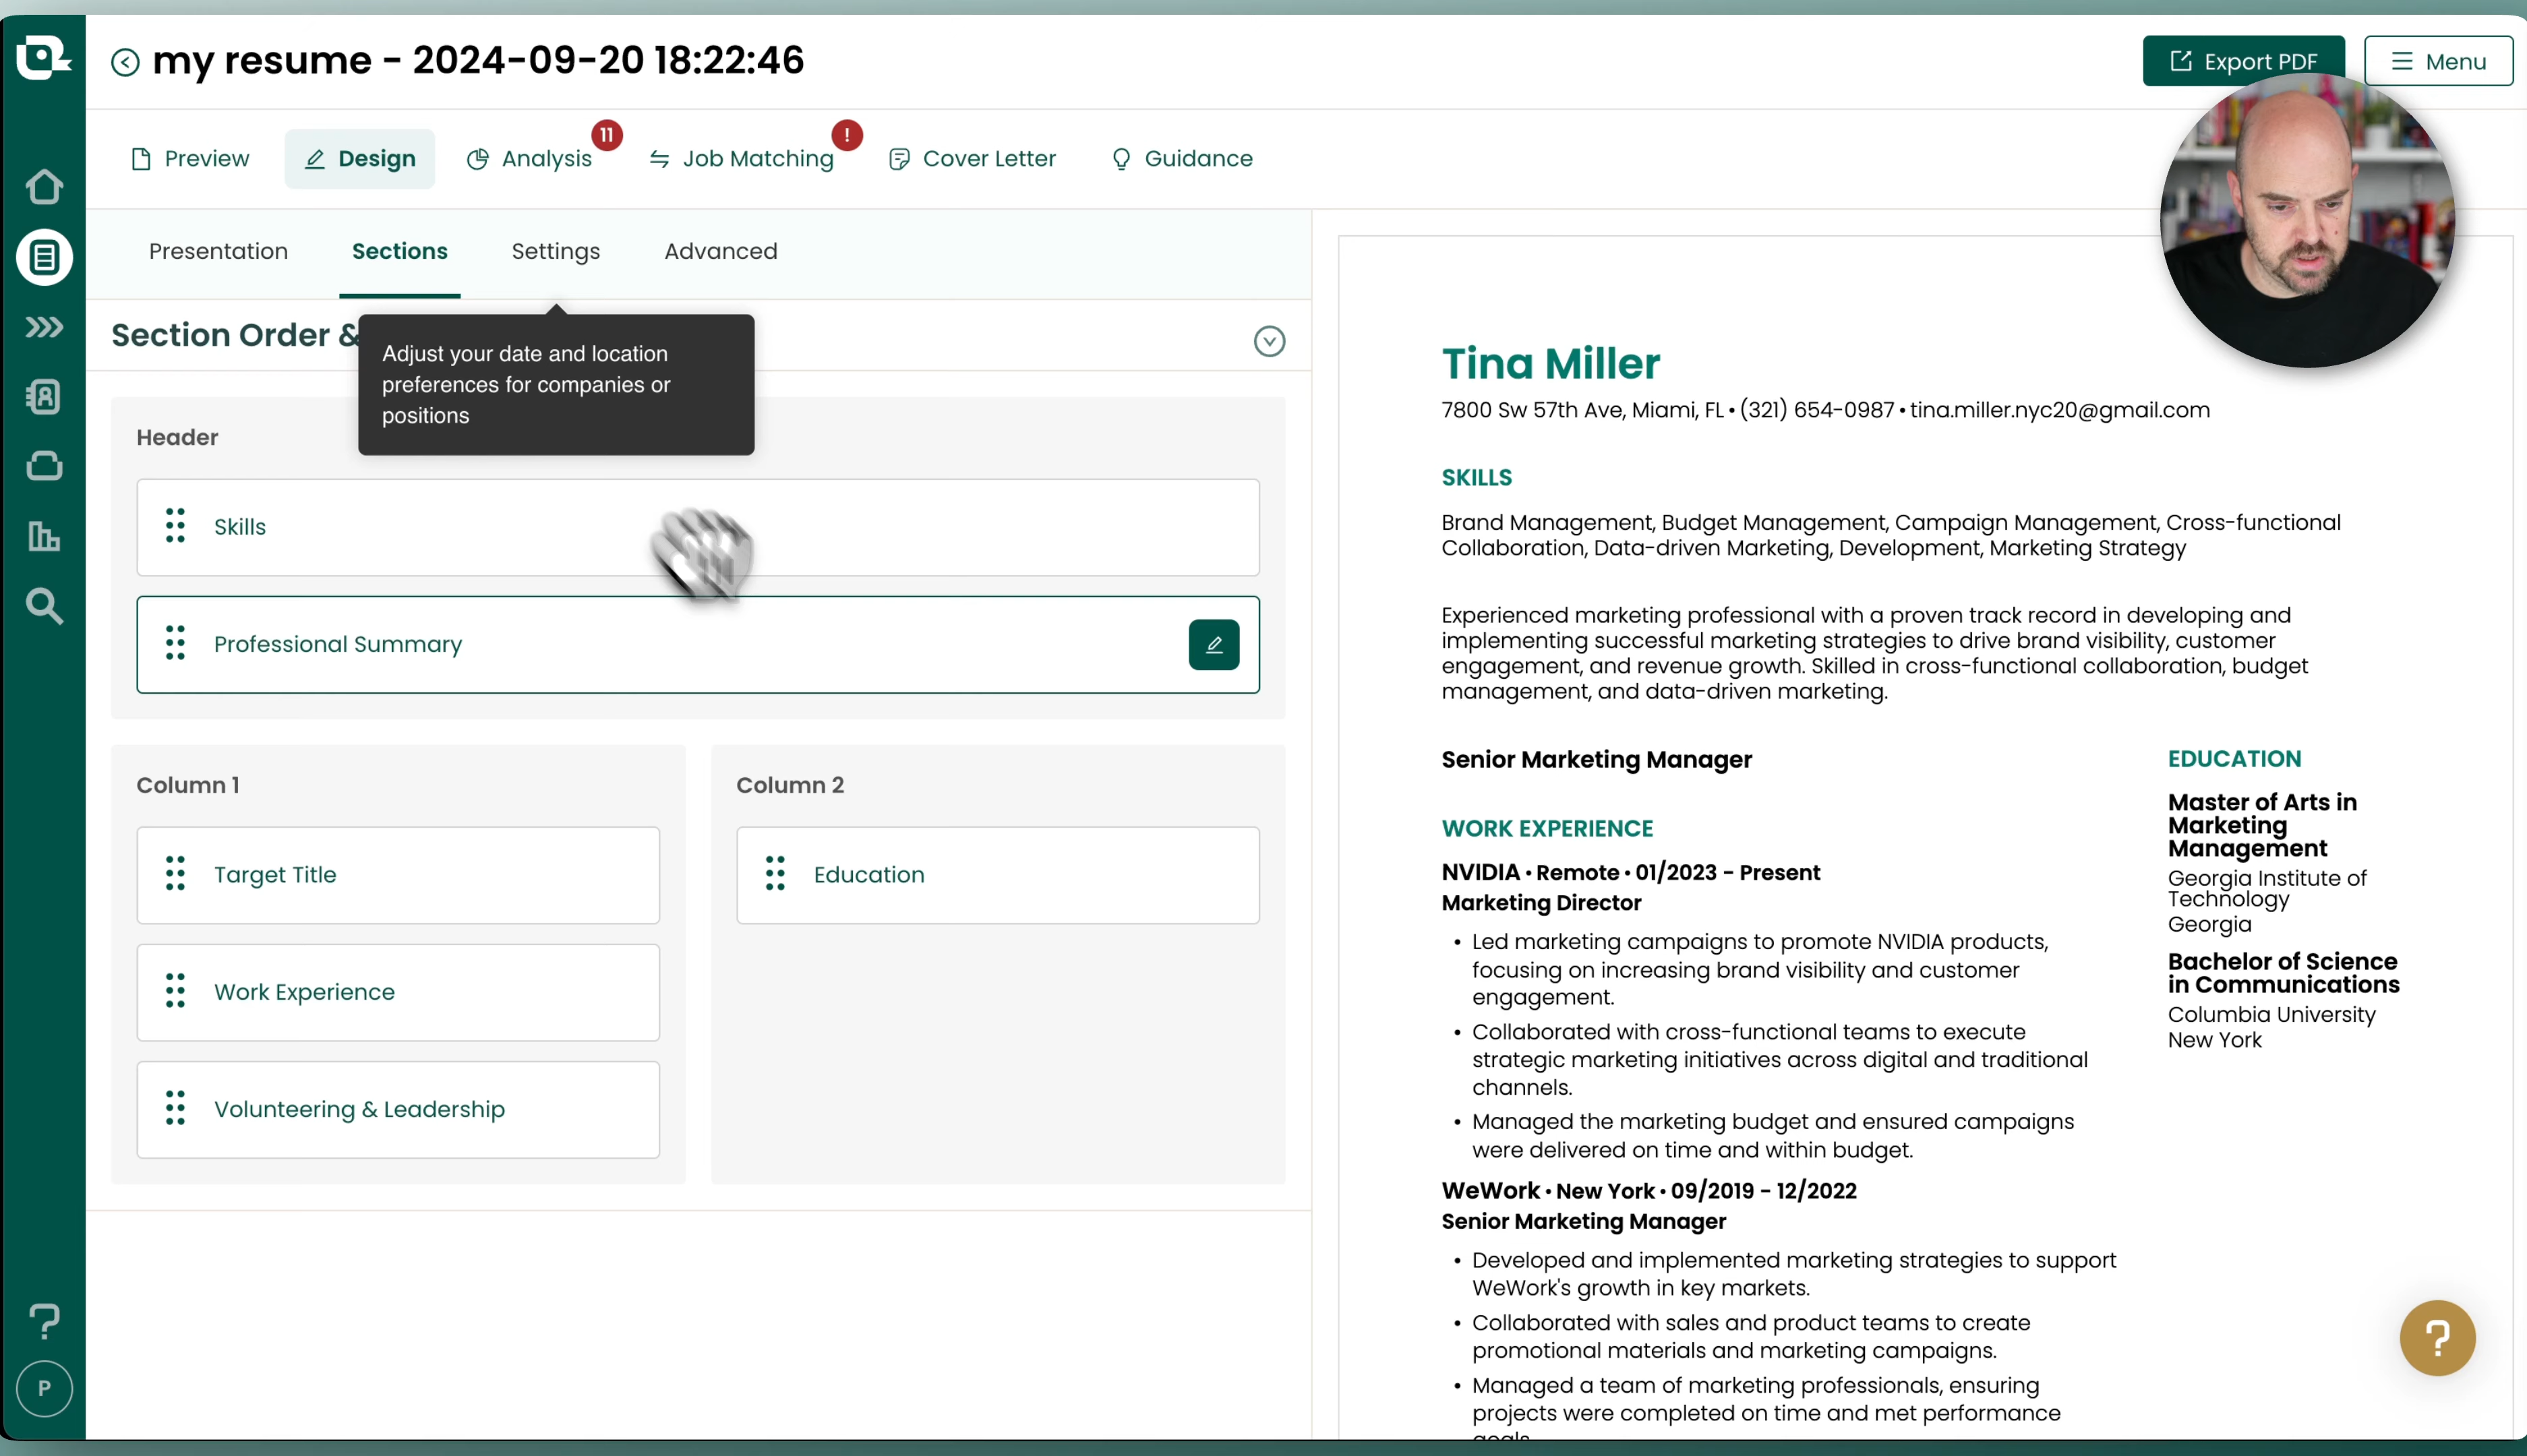 my resume - 2024-09-20 18:22:46
Export PDF
Menu
Preview
Design
Analysis
11
Job Matching
!
Cover Letter
Guidance
Presentation
Sections
Settings
Advanced
Section Order &
Adjust your date and location
preferences for companies or
positions
Header
Skills
Professional Summary
Column 1
Target Title
Work Experience
Volunteering & Leadership
Column 2
Education
?
P
Tina Miller
7800 Sw 57th Ave, Miami, FL • (321) 654-0987 • tina.miller.nyc20@gmail.com
SKILLS
Brand Management, Budget Management, Campaign Management, Cross-functional
Collaboration, Data-driven Marketing, Development, Marketing Strategy
Experienced marketing professional with a proven track record in developing and
implementing successful marketing strategies to drive brand visibility, customer
engagement, and revenue growth. Skilled in cross-functional collaboration, budget
management, and data-driven marketing.
Senior Marketing Manager
WORK EXPERIENCE
NVIDIA • Remote • 01/2023 - Present
Marketing Director
• Led marketing campaigns to promote NVIDIA products,
focusing on increasing brand visibility and customer
engagement.
• Collaborated with cross-functional teams to execute
strategic marketing initiatives across digital and traditional
channels.
• Managed the marketing budget and ensured campaigns
were delivered on time and within budget.
WeWork • New York • 09/2019 - 12/2022
Senior Marketing Manager
• Developed and implemented marketing strategies to support
WeWork's growth in key markets.
• Collaborated with sales and product teams to create
promotional materials and marketing campaigns.
• Managed a team of marketing professionals, ensuring
projects were completed on time and met performance
goals.
EDUCATION
Master of Arts in
Marketing
Management
Georgia Institute of
Technology
Georgia
Bachelor of Science
in Communications
Columbia University
New York
?